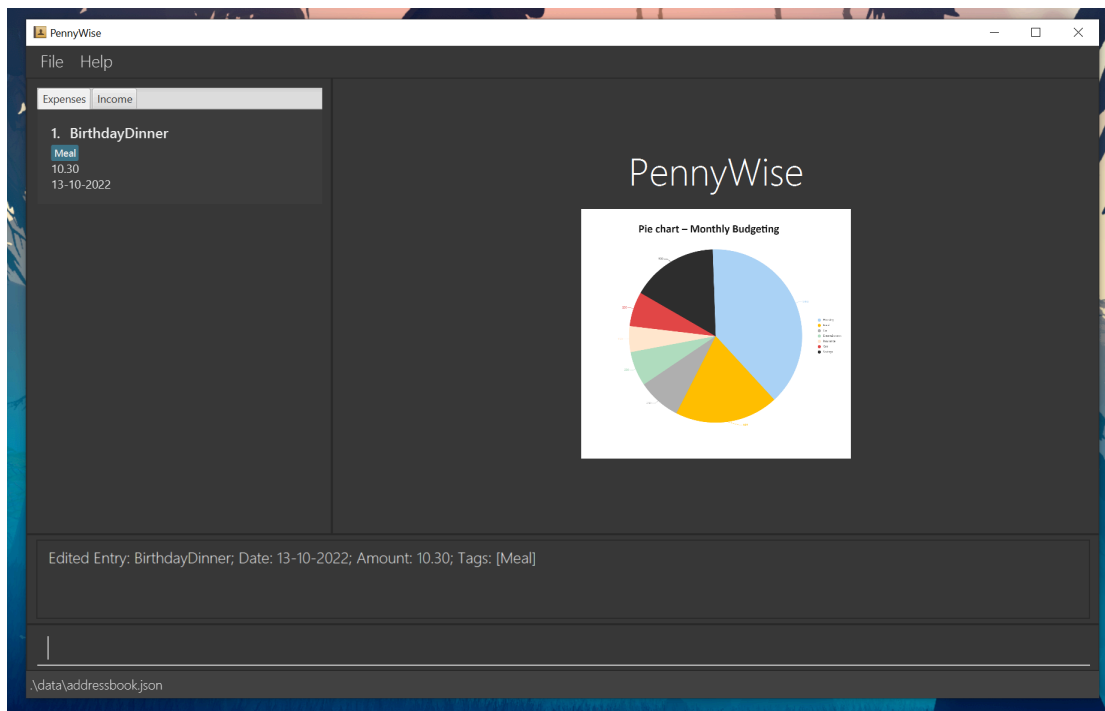 PennyWise
File Help
Expenses Income
1. BirthdayDinner
Meal
10.30
13-10-2022
PennyWise
Pie chart – Monthly Budgeting
Edited Entry: BirthdayDinner; Date: 13-10-2022; Amount: 10.30; Tags: [Meal]
.\data\addressbook.json